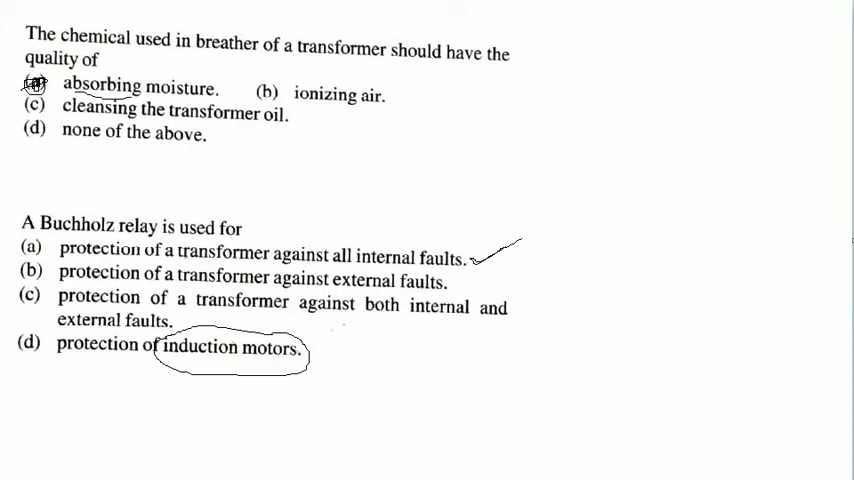 The chemical used in breather of a transformer should have the
quality of
(a) absorbing moisture. (b) ionizing air.
(c) cleansing the transformer oil.
(d) none of the above.
A Buchholz relay is used for
(a) protection of a transformer against all internal faults.
(b) protection of a transformer against external faults.
(c) protection of a transformer against both internal and
external faults.
(d) protection of induction motors.